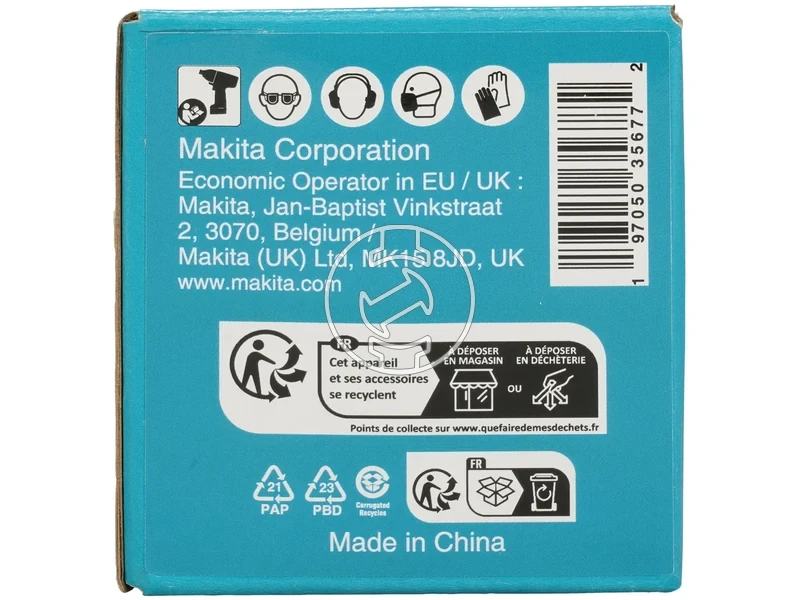 Makita Corporation
Economic Operator in EU / UK :
Makita, Jan-Baptist Vinkstraat
2, 3070, Belgium /
Makita (UK) Ltd, MK15 8JD, UK
www.makita.com
1 97050 35677 2
FR
Cet appareil
et ses accessoires
se recyclent
À DÉPOSER
EN MAGASIN
OU
À DÉPOSER
EN DÉCHÈTERIE
Points de collecte sur www.quefairedemesdechets.fr
21
PAP
23
PBD
Corrugated
Recycles
FR
Made in China